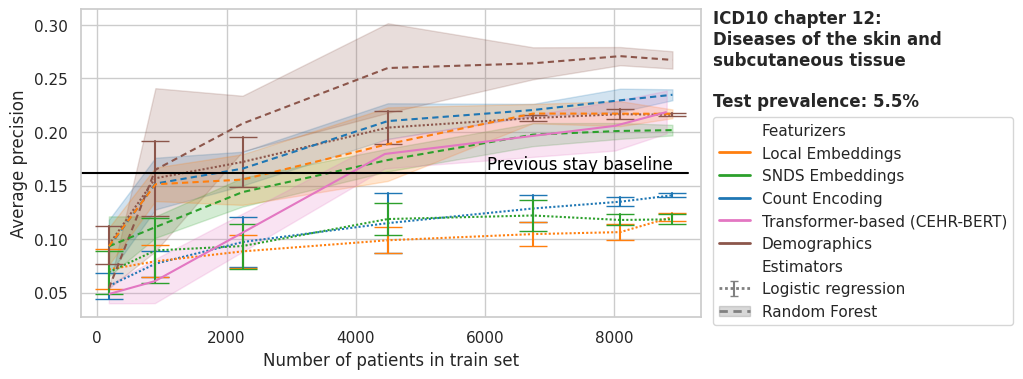 0.30
0.25
0.20
0.15
0.10
0.05
Average precision
0
2000
4000
6000
8000
Number of patients in train set
Previous stay baseline
ICD10 chapter 12:
Diseases of the skin and
subcutaneous tissue
Test prevalence: 5.5%
Featurizers
Local Embeddings
SNDS Embeddings
Count Encoding
Transformer-based (CEHR-BERT)
Demographics
Estimators
Logistic regression
Random Forest